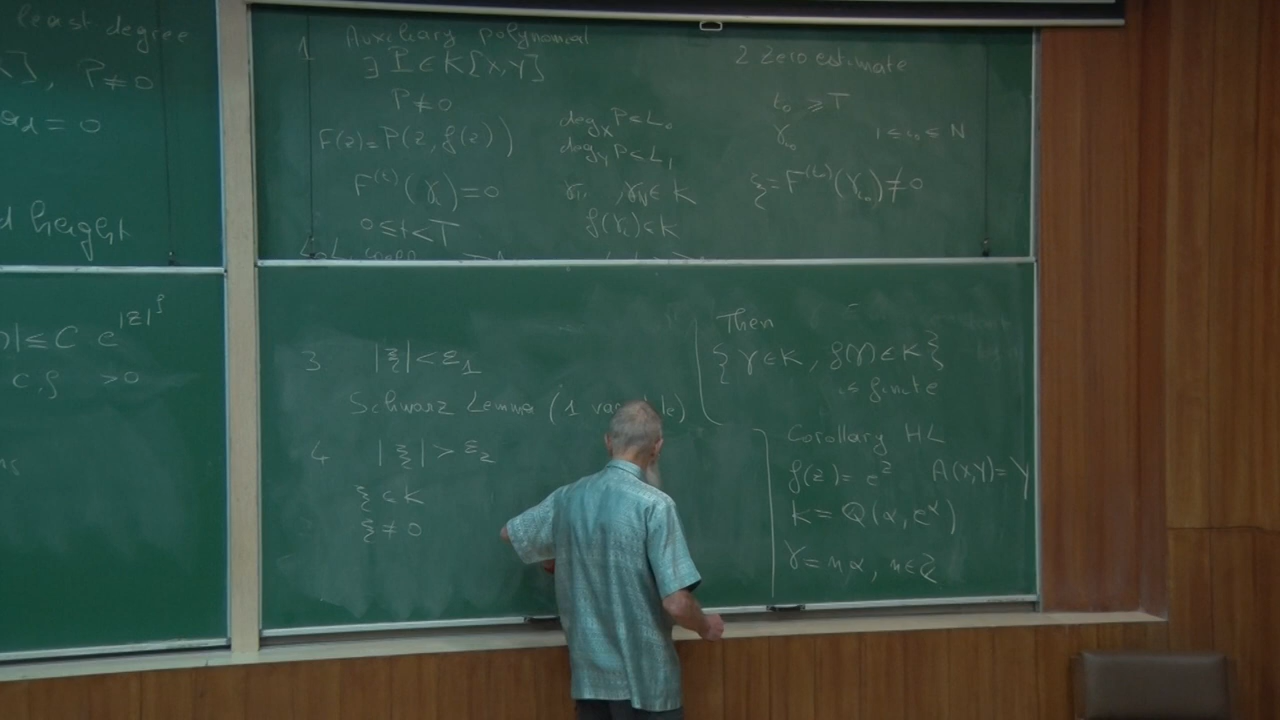 least degree
], P≠0
= 0
d height
|≤C e^{|z|^ρ}
c,ρ >0
1 Auxiliary polynomial
∃ P ∈ K[X,Y]
P≠0
F(z)=P(z, f(z))
deg_X P≤L_0
deg_Y P≤L_1
F^{(t)}(γ_i)=0
γ_1, ,γ_N∈ K
0≤t<T
f(γ_i)∈K
2 Zero estimate
t_0 ≥ T
γ_{i_0} 1≤i_0≤N
ξ=F^{(t_0)}(γ_{i_0})≠0
3 |ξ|<ε_1
Schwarz Lemma (1 variable)
4 |ξ|>ε_2
ξ∈K
ξ≠0
Then
{γ∈K, f(γ)∈K}
is finite
Corollary HL
f(z)= e^z A(X,Y)=Y
K=Q(α,e^α)
γ=nα, n∈Z